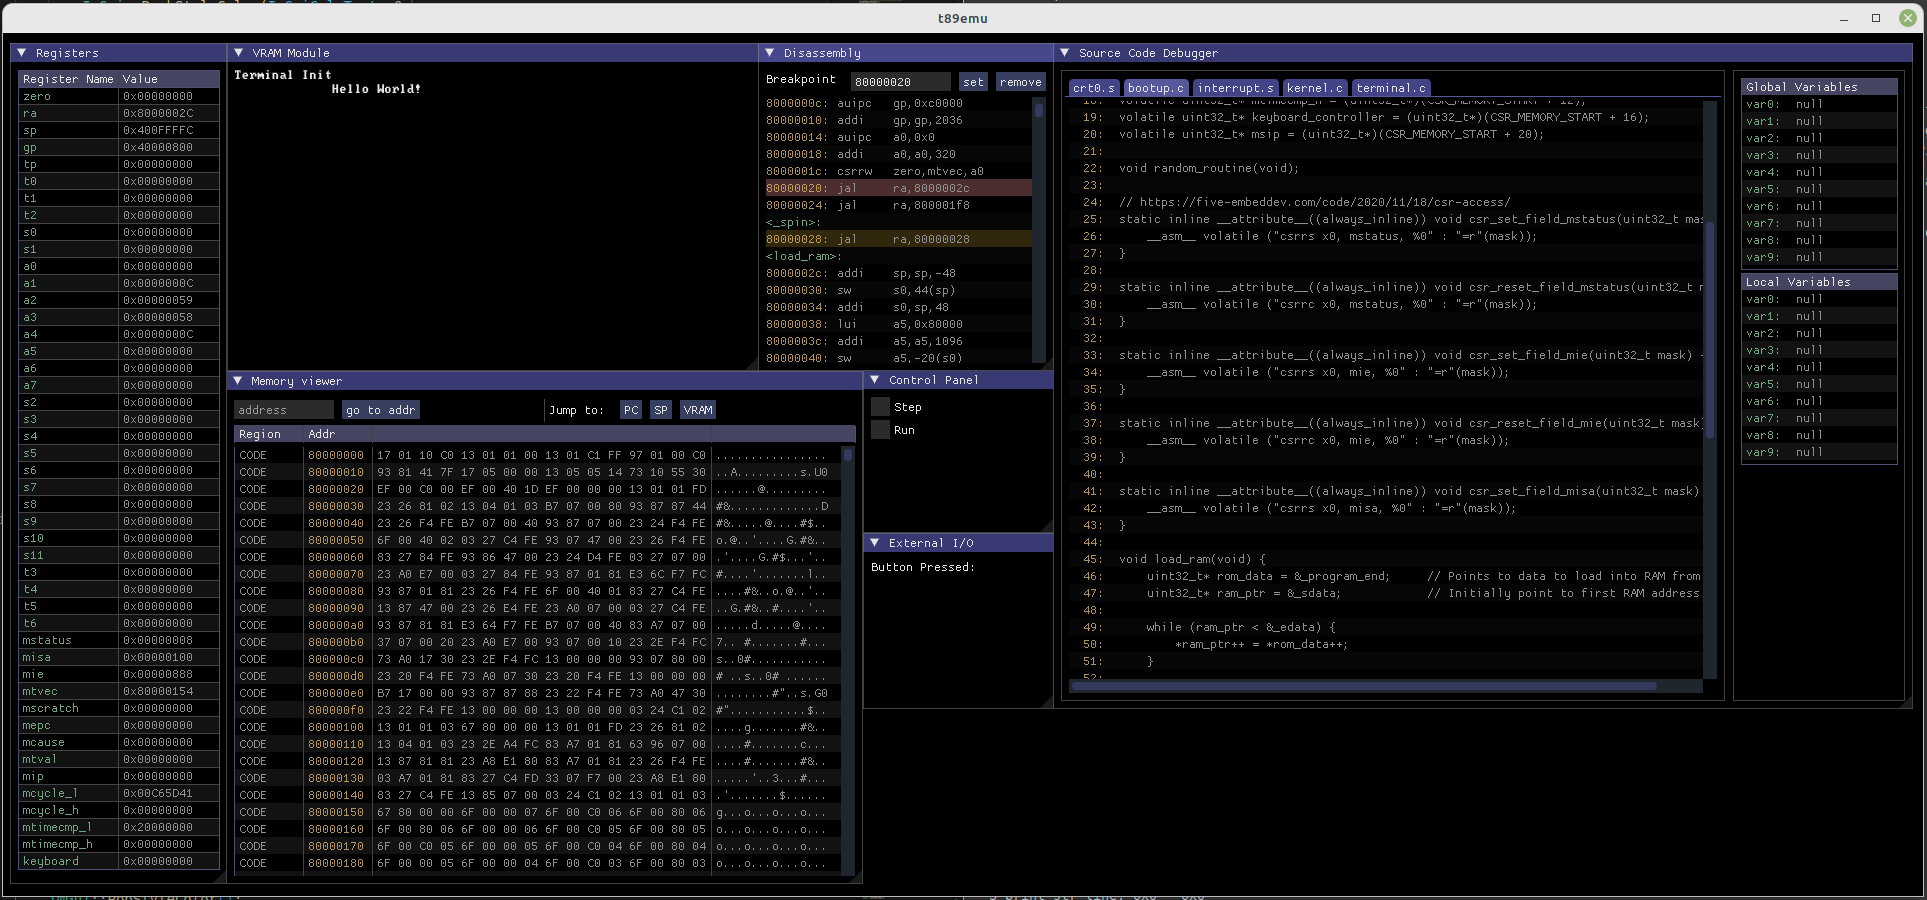 t89emu
Registers
Register Name Value
zero 0x00000000
ra 0x8000002C
sp 0x400FFFFC
gp 0x40000800
tp 0x00000000
t0 0x00000000
t1 0x00000000
t2 0x00000000
s0 0x00000000
s1 0x00000000
a0 0x00000000
a1 0x0000000C
a2 0x00000059
a3 0x00000058
a4 0x0000000C
a5 0x00000000
a6 0x00000000
a7 0x00000000
s2 0x00000000
s3 0x00000000
s4 0x00000000
s5 0x00000000
s6 0x00000000
s7 0x00000000
s8 0x00000000
s9 0x00000000
s10 0x00000000
s11 0x00000000
t3 0x00000000
t4 0x00000000
t5 0x00000000
t6 0x00000000
mstatus 0x00000008
misa 0x00000100
mie 0x00000888
mtvec 0x80000154
mscratch 0x00000000
mepc 0x00000000
mcause 0x00000000
mtval 0x00000000
mip 0x00000000
mcycle_l 0x00C65D41
mcycle_h 0x00000000
mtimecmp_l 0x20000000
mtimecmp_h 0x00000000
keyboard 0x00000000
VRAM Module
Terminal Init
Hello World!
Disassembly
Breakpoint 80000020 set remove
8000000c: auipc gp,0xc0000
80000010: addi gp,gp,2036
80000014: auipc a0,0x0
80000018: addi a0,a0,320
8000001c: csrrw zero,mtvec,a0
80000020: jal ra,8000002c
80000024: jal ra,800001f8
<_spin>:
80000028: jal ra,80000028
<load_ram>:
8000002c: addi sp,sp,-48
80000030: sw s0,44(sp)
80000034: addi s0,sp,48
80000038: lui a5,0x80000
8000003c: addi a5,a5,1096
80000040: sw a5,-20(s0)
Memory viewer
address go to addr Jump to: PC SP VRAM
Region Addr
CODE 80000000 17 01 10 C0 13 01 01 00 13 01 C1 FF 97 01 00 C0 ................
CODE 80000010 93 81 41 7F 17 05 00 00 13 05 05 14 73 10 55 30 ..A.........s.U0
CODE 80000020 EF 00 C0 00 EF 00 40 1D EF 00 00 00 13 01 01 FD ......@.........
CODE 80000030 23 26 81 02 13 04 01 03 B7 07 00 80 93 87 87 44 #&.............D
CODE 80000040 23 26 F4 FE B7 07 00 40 93 87 07 00 23 24 F4 FE #&.....@....#$..
CODE 80000050 6F 00 40 02 03 27 C4 FE 93 07 47 00 23 26 F4 FE o.@..'....G.#&..
CODE 80000060 83 27 84 FE 93 86 47 00 23 24 D4 FE 03 27 07 00 .'....G.#$...'..
CODE 80000070 23 A0 E7 00 03 27 84 FE 93 87 01 81 E3 6C F7 FC #....'.......l..
CODE 80000080 93 87 01 81 23 26 F4 FE 6F 00 40 01 83 27 C4 FE ....#&..o.@..'..
CODE 80000090 13 87 47 00 23 26 E4 FE 23 A0 07 00 03 27 C4 FE ..G.#&..#....'..
CODE 800000a0 93 87 81 81 E3 64 F7 FE B7 07 00 40 83 A7 07 00 .....d.....@....
CODE 800000b0 37 07 00 20 23 A0 E7 00 93 07 00 10 23 2E F4 FC 7.. #.......#...
CODE 800000c0 73 A0 17 30 23 2E F4 FC 13 00 00 00 93 07 80 00 s..0#...........
CODE 800000d0 23 20 F4 FE 73 A0 07 30 23 20 F4 FE 13 00 00 00 # ..s..0# ......
CODE 800000e0 B7 17 00 00 93 87 87 88 23 22 F4 FE 73 A0 47 30 ........#"..s.G0
CODE 800000f0 23 22 F4 FE 13 00 00 00 13 00 00 00 03 24 C1 02 #"...........$..
CODE 80000100 13 01 01 03 67 80 00 00 13 01 01 FD 23 26 81 02 ....g.......#&..
CODE 80000110 13 04 01 03 23 2E A4 FC 83 A7 01 81 63 96 07 00 ....#.......c...
CODE 80000120 13 87 81 81 23 A8 E1 80 83 A7 01 81 23 26 F4 FE ....#.......#&..
CODE 80000130 03 A7 01 81 83 27 C4 FD 33 07 F7 00 23 A8 E1 80 .....'..3...#...
CODE 80000140 83 27 C4 FE 13 85 07 00 03 24 C1 02 13 01 01 03 .'.......$......
CODE 80000150 67 80 00 00 6F 00 00 07 6F 00 C0 06 6F 00 80 06 g...o...o...o...
CODE 80000160 6F 00 80 06 6F 00 00 06 6F 00 C0 05 6F 00 80 05 o...o...o...o...
CODE 80000170 6F 00 C0 05 6F 00 00 05 6F 00 C0 04 6F 00 80 04 o...o...o...o...
CODE 80000180 6F 00 00 05 6F 00 00 04 6F 00 C0 03 6F 00 80 03 o...o...o...o...
Control Panel
Step
Run
External I/O
Button Pressed:
Source Code Debugger
crt0.s bootup.c interrupt.s kernel.c terminal.c
18: volatile uint32_t* mtimecmp_h = (uint32_t*)(CSR_MEMORY_START + 12);
19: volatile uint32_t* keyboard_controller = (uint32_t*)(CSR_MEMORY_START + 16);
20: volatile uint32_t* msip = (uint32_t*)(CSR_MEMORY_START + 20);
21:
22: void random_routine(void);
23:
24: // https://five-embeddev.com/code/2020/11/18/csr-access/
25: static inline __attribute__((always_inline)) void csr_set_field_mstatus(uint32_t mas
26: __asm__ volatile ("csrrs x0, mstatus, %0" : "=r"(mask));
27: }
28:
29: static inline __attribute__((always_inline)) void csr_reset_field_mstatus(uint32_t m
30: __asm__ volatile ("csrrc x0, mstatus, %0" : "=r"(mask));
31: }
32:
33: static inline __attribute__((always_inline)) void csr_set_field_mie(uint32_t mask)
34: __asm__ volatile ("csrrs x0, mie, %0" : "=r"(mask));
35: }
36:
37: static inline __attribute__((always_inline)) void csr_reset_field_mie(uint32_t mask)
38: __asm__ volatile ("csrrc x0, mie, %0" : "=r"(mask));
39: }
40:
41: static inline __attribute__((always_inline)) void csr_set_field_misa(uint32_t mask)
42: __asm__ volatile ("csrrs x0, misa, %0" : "=r"(mask));
43: }
44:
45: void load_ram(void) {
46: uint32_t* rom_data = &_program_end; // Points to data to load into RAM from
47: uint32_t* ram_ptr = &_sdata; // Initially point to first RAM address
48:
49: while (ram_ptr < &_edata) {
50: *ram_ptr++ = *rom_data++;
51: }
52:
Global Variables
var0: null
var1: null
var2: null
var3: null
var4: null
var5: null
var6: null
var7: null
var8: null
var9: null
Local Variables
var0: null
var1: null
var2: null
var3: null
var4: null
var5: null
var6: null
var7: null
var8: null
var9: null